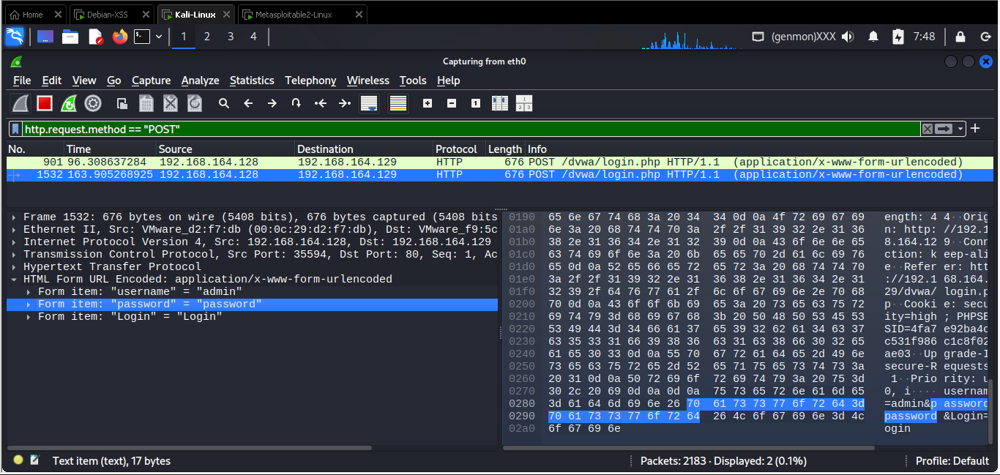 Home Debian-XSS Kali-Linux Metasploitable2-Linux
1 2 3 4 (genmon)XXX 7:48
Capturing from eth0
File Edit View Go Capture Analyze Statistics Telephony Wireless Tools Help
http.request.method == "POST"
No. Time Source Destination Protocol Length Info
901 96.308637284 192.168.164.128 192.168.164.129 HTTP 676 POST /dvwa/login.php HTTP/1.1 (application/x-www-form-urlencoded)
1532 163.905268925 192.168.164.128 192.168.164.129 HTTP 676 POST /dvwa/login.php HTTP/1.1 (application/x-www-form-urlencoded)
Frame 1532: 676 bytes on wire (5408 bits), 676 bytes captured (5408 bits
Ethernet II, Src: VMware_d2:f7:db (00:0c:29:d2:f7:db), Dst: VMware_f9:5c
Internet Protocol Version 4, Src: 192.168.164.128, Dst: 192.168.164.129
Transmission Control Protocol, Src Port: 35594, Dst Port: 80, Seq: 1, Ac
Hypertext Transfer Protocol
HTML Form URL Encoded: application/x-www-form-urlencoded
Form item: "username" = "admin"
Form item: "password" = "password"
Form item: "Login" = "Login"
0190 65 6e 67 74 68 3a 20 34 34 0d 0a 4f 72 69 67 69 ength: 4 4··Orig
01a0 6e 3a 20 68 74 74 70 3a 2f 2f 31 39 32 2e 31 36 n: http: //192.1
01b0 38 2e 31 36 34 2e 31 32 39 0d 0a 43 6f 6e 6e 65 8.164.12 9··Conn
01c0 63 74 69 6f 6e 3a 20 6b 65 65 70 2d 61 6c 69 76 ction: k eep-ali
01d0 65 0d 0a 52 65 66 65 72 65 72 3a 20 68 74 74 70 e··Refer er: htt
01e0 3a 2f 2f 31 39 32 2e 31 36 38 2e 31 36 34 2e 31 ://192.1 68.164.
01f0 32 39 2f 64 76 77 61 2f 6c 6f 67 69 6e 2e 70 68 29/dvwa/ login.p
0200 70 0d 0a 43 6f 6f 6b 69 65 3a 20 73 65 63 75 72 p··Cooki e: secu
0210 69 74 79 3d 68 69 67 68 3b 20 50 48 50 53 45 53 ity=high ; PHPSE
0220 53 49 44 3d 34 66 61 37 65 39 32 62 61 34 63 37 SID=4fa7 e92ba4c
0230 63 35 33 31 66 39 38 36 63 31 63 38 66 30 32 65 c531f986 c1c8f02
0240 61 65 30 33 0d 0a 55 70 67 72 61 64 65 2d 49 6e ae03··Up grade-I
0250 73 65 63 75 72 65 2d 52 65 71 75 65 73 74 73 3a secure-R equests
0260 20 31 0d 0a 50 72 69 6f 72 69 74 79 3a 20 75 3d 1··Prio rity: u
0270 30 2c 20 69 0d 0a 0d 0a 75 73 65 72 6e 61 6d 65 0, i···· usernam
0280 3d 61 64 6d 69 6e 26 70 61 73 73 77 6f 72 64 3d =admin&p assword
0290 70 61 73 73 77 6f 72 64 26 4c 6f 67 69 6e 3d 4c password &Login=
02a0 6f 67 69 6e ogin
Text item (text), 17 bytes Packets: 2183 · Displayed: 2 (0.1%) Profile: Default